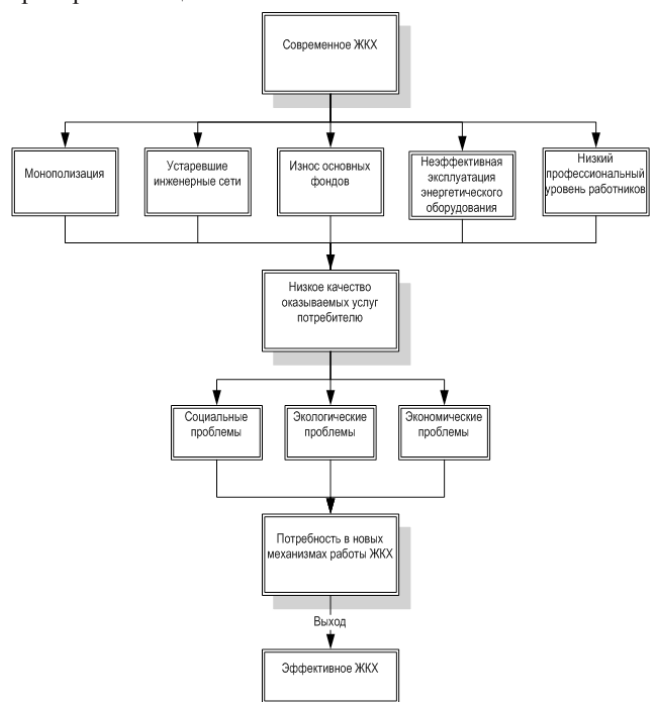 Современное ЖКХ
Монополизация
Устаревшие
инженерные сети
Износ основных
фондов
Неэффективная
эксплуатация
энергетического
оборудования
Низкий
профессиональный
уровень работников
Низкое качество
оказываемых услуг
потребителю
Социальные
проблемы
Экологические
проблемы
Экономические
проблемы
Потребность в новых
механизмах работы ЖКХ
Выход
Эффективное ЖКХ